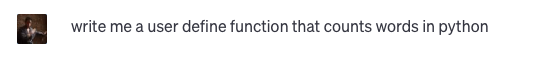 write me a user define function that counts words in python